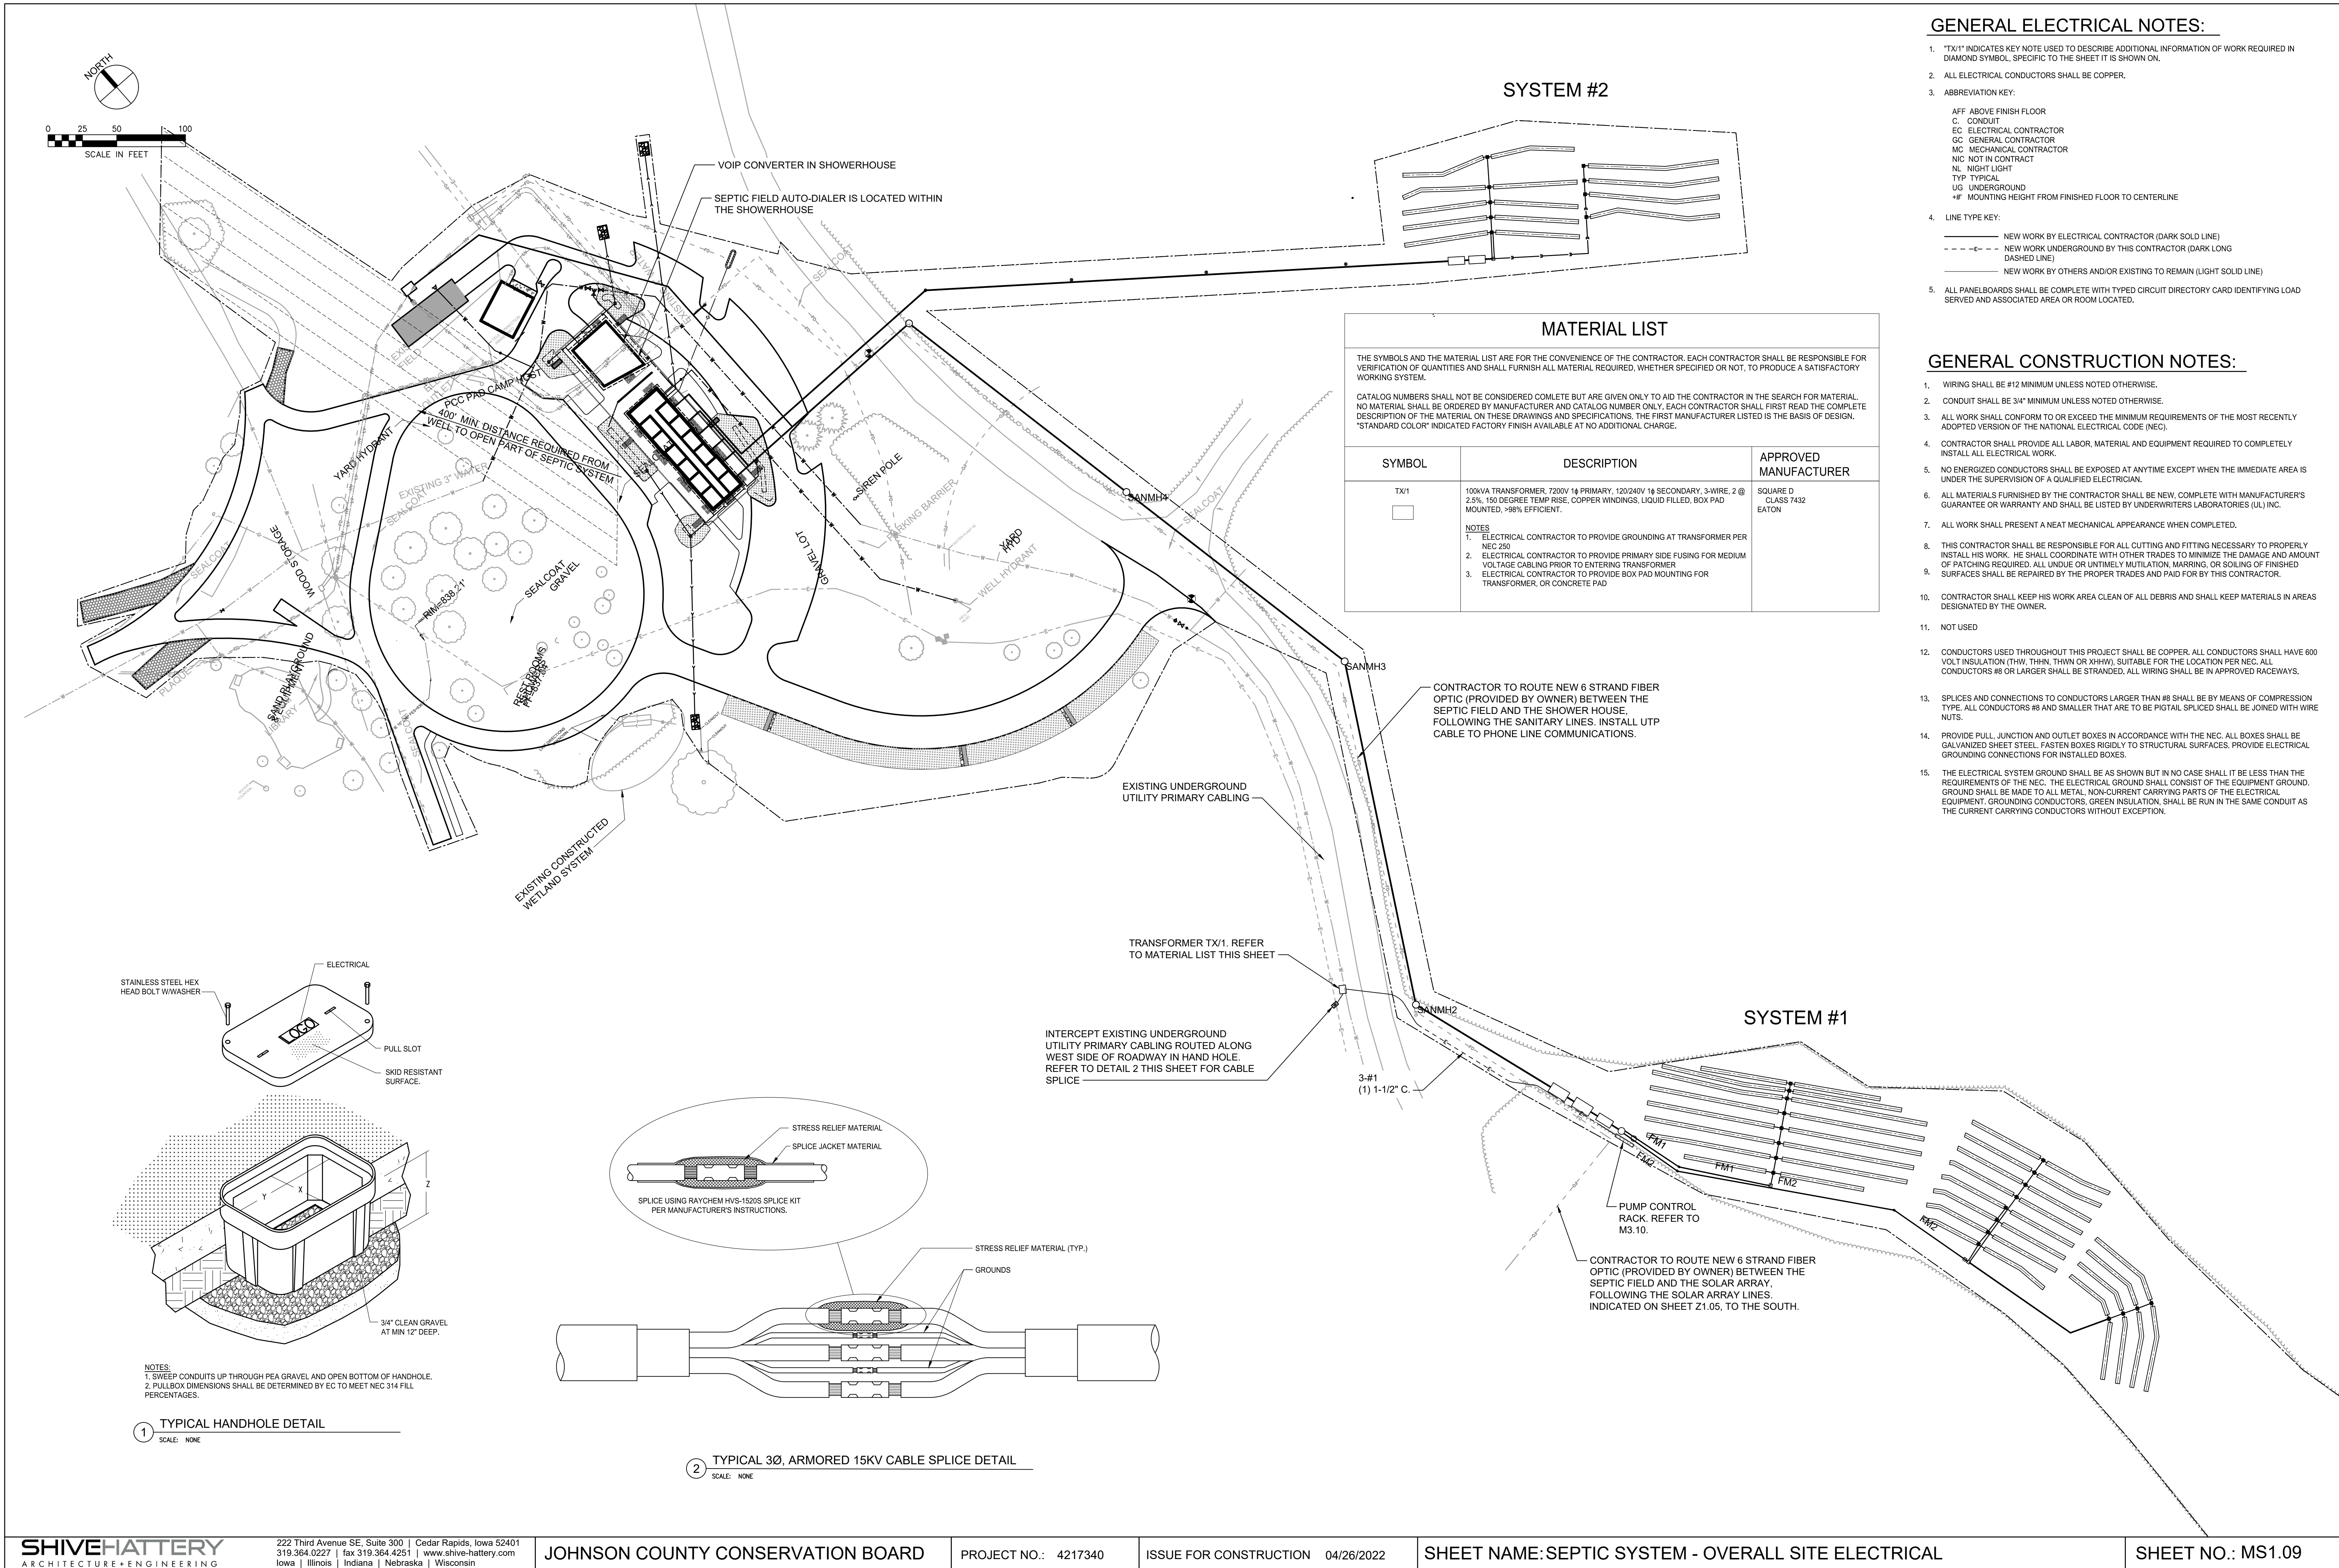 NORTH
0 25 50 100
SCALE IN FEET
VOIP CONVERTER IN SHOWERHOUSE
SEPTIC FIELD AUTO-DIALER IS LOCATED WITHIN
THE SHOWERHOUSE
SYSTEM #2
PCC PAD CAMP HOST
400' MIN. DISTANCE REQUIRED FROM
WELL TO OPEN PART OF SEPTIC SYSTEM
YARD HYDRANT
EXISTING 3" WATER
SEALCOAT
SEALCOAT
SEALCOAT
SEALCOAT
WOOD STORAGE
RIM=838.21'
SEALCOAT
GRAVEL
REST ROOMS
PLAQUE
LIBRARY
GRAVEL LOT
SIREN POLE
PARKING BARRIER
YARD
HYD
WELL HYDRANT
SANMH4
SANMH3
SANMH2
CONTRACTOR TO ROUTE NEW 6 STRAND FIBER
OPTIC (PROVIDED BY OWNER) BETWEEN THE
SEPTIC FIELD AND THE SHOWER HOUSE,
FOLLOWING THE SANITARY LINES. INSTALL UTP
CABLE TO PHONE LINE COMMUNICATIONS.
EXISTING UNDERGROUND
UTILITY PRIMARY CABLING
EXISTING CONSTRUCTED
WETLAND SYSTEM
TRANSFORMER TX/1. REFER
TO MATERIAL LIST THIS SHEET
INTERCEPT EXISTING UNDERGROUND
UTILITY PRIMARY CABLING ROUTED ALONG
WEST SIDE OF ROADWAY IN HAND HOLE.
REFER TO DETAIL 2 THIS SHEET FOR CABLE
SPLICE
3-#1
(1) 1-1/2" C.
SYSTEM #1
FM1
FM2
FM1
FM2
FM2
PUMP CONTROL
RACK. REFER TO
M3.10.
CONTRACTOR TO ROUTE NEW 6 STRAND FIBER
OPTIC (PROVIDED BY OWNER) BETWEEN THE
SEPTIC FIELD AND THE SOLAR ARRAY,
FOLLOWING THE SOLAR ARRAY LINES.
INDICATED ON SHEET Z1.05, TO THE SOUTH.
MATERIAL LIST
THE SYMBOLS AND THE MATERIAL LIST ARE FOR THE CONVENIENCE OF THE CONTRACTOR. EACH CONTRACTOR SHALL BE RESPONSIBLE FOR
VERIFICATION OF QUANTITIES AND SHALL FURNISH ALL MATERIAL REQUIRED, WHETHER SPECIFIED OR NOT, TO PRODUCE A SATISFACTORY
WORKING SYSTEM.
CATALOG NUMBERS SHALL NOT BE CONSIDERED COMLETE BUT ARE GIVEN ONLY TO AID THE CONTRACTOR IN THE SEARCH FOR MATERIAL.
NO MATERIAL SHALL BE ORDERED BY MANUFACTURER AND CATALOG NUMBER ONLY, EACH CONTRACTOR SHALL FIRST READ THE COMPLETE
DESCRIPTION OF THE MATERIAL ON THESE DRAWINGS AND SPECIFICATIONS. THE FIRST MANUFACTURER LISTED IS THE BASIS OF DESIGN.
"STANDARD COLOR" INDICATED FACTORY FINISH AVAILABLE AT NO ADDITIONAL CHARGE.
SYMBOL DESCRIPTION APPROVED
MANUFACTURER
TX/1
100kVA TRANSFORMER, 7200V 1ϕ PRIMARY, 120/240V 1ϕ SECONDARY, 3-WIRE, 2 @
2.5%, 150 DEGREE TEMP RISE, COPPER WINDINGS, LIQUID FILLED, BOX PAD
MOUNTED, >98% EFFICIENT.
NOTES
1. ELECTRICAL CONTRACTOR TO PROVIDE GROUNDING AT TRANSFORMER PER
NEC 250
2. ELECTRICAL CONTRACTOR TO PROVIDE PRIMARY SIDE FUSING FOR MEDIUM
VOLTAGE CABLING PRIOR TO ENTERING TRANSFORMER
3. ELECTRICAL CONTRACTOR TO PROVIDE BOX PAD MOUNTING FOR
TRANSFORMER, OR CONCRETE PAD
SQUARE D
CLASS 7432
EATON
GENERAL ELECTRICAL NOTES:
1. "TX/1" INDICATES KEY NOTE USED TO DESCRIBE ADDITIONAL INFORMATION OF WORK REQUIRED IN
DIAMOND SYMBOL, SPECIFIC TO THE SHEET IT IS SHOWN ON.
2. ALL ELECTRICAL CONDUCTORS SHALL BE COPPER.
3. ABBREVIATION KEY:
AFF ABOVE FINISH FLOOR
C. CONDUIT
EC ELECTRICAL CONTRACTOR
GC GENERAL CONTRACTOR
MC MECHANICAL CONTRACTOR
NIC NOT IN CONTRACT
NL NIGHT LIGHT
TYP TYPICAL
UG UNDERGROUND
+#' MOUNTING HEIGHT FROM FINISHED FLOOR TO CENTERLINE
4. LINE TYPE KEY:
NEW WORK BY ELECTRICAL CONTRACTOR (DARK SOLD LINE)
E NEW WORK UNDERGROUND BY THIS CONTRACTOR (DARK LONG
DASHED LINE)
NEW WORK BY OTHERS AND/OR EXISTING TO REMAIN (LIGHT SOLID LINE)
5. ALL PANELBOARDS SHALL BE COMPLETE WITH TYPED CIRCUIT DIRECTORY CARD IDENTIFYING LOAD
SERVED AND ASSOCIATED AREA OR ROOM LOCATED.
GENERAL CONSTRUCTION NOTES:
1. WIRING SHALL BE #12 MINIMUM UNLESS NOTED OTHERWISE.
2. CONDUIT SHALL BE 3/4" MINIMUM UNLESS NOTED OTHERWISE.
3. ALL WORK SHALL CONFORM TO OR EXCEED THE MINIMUM REQUIREMENTS OF THE MOST RECENTLY
ADOPTED VERSION OF THE NATIONAL ELECTRICAL CODE (NEC).
4. CONTRACTOR SHALL PROVIDE ALL LABOR, MATERIAL AND EQUIPMENT REQUIRED TO COMPLETELY
INSTALL ALL ELECTRICAL WORK.
5. NO ENERGIZED CONDUCTORS SHALL BE EXPOSED AT ANYTIME EXCEPT WHEN THE IMMEDIATE AREA IS
UNDER THE SUPERVISION OF A QUALIFIED ELECTRICIAN.
6. ALL MATERIALS FURNISHED BY THE CONTRACTOR SHALL BE NEW, COMPLETE WITH MANUFACTURER'S
GUARANTEE OR WARRANTY AND SHALL BE LISTED BY UNDERWRITERS LABORATORIES (UL) INC.
7. ALL WORK SHALL PRESENT A NEAT MECHANICAL APPEARANCE WHEN COMPLETED.
8. THIS CONTRACTOR SHALL BE RESPONSIBLE FOR ALL CUTTING AND FITTING NECESSARY TO PROPERLY
INSTALL HIS WORK. HE SHALL COORDINATE WITH OTHER TRADES TO MINIMIZE THE DAMAGE AND AMOUNT
OF PATCHING REQUIRED. ALL UNDUE OR UNTIMELY MUTILATION, MARRING, OR SOILING OF FINISHED
9. SURFACES SHALL BE REPAIRED BY THE PROPER TRADES AND PAID FOR BY THIS CONTRACTOR.
10. CONTRACTOR SHALL KEEP HIS WORK AREA CLEAN OF ALL DEBRIS AND SHALL KEEP MATERIALS IN AREAS
DESIGNATED BY THE OWNER.
11. NOT USED
12. CONDUCTORS USED THROUGHOUT THIS PROJECT SHALL BE COPPER. ALL CONDUCTORS SHALL HAVE 600
VOLT INSULATION (THW, THHN, THWN OR XHHW), SUITABLE FOR THE LOCATION PER NEC. ALL
CONDUCTORS #8 OR LARGER SHALL BE STRANDED, ALL WIRING SHALL BE IN APPROVED RACEWAYS.
13. SPLICES AND CONNECTIONS TO CONDUCTORS LARGER THAN #8 SHALL BE BY MEANS OF COMPRESSION
TYPE. ALL CONDUCTORS #8 AND SMALLER THAT ARE TO BE PIGTAIL SPLICED SHALL BE JOINED WITH WIRE
NUTS.
14. PROVIDE PULL, JUNCTION AND OUTLET BOXES IN ACCORDANCE WITH THE NEC. ALL BOXES SHALL BE
GALVANIZED SHEET STEEL. FASTEN BOXES RIGIDLY TO STRUCTURAL SURFACES. PROVIDE ELECTRICAL
GROUNDING CONNECTIONS FOR INSTALLED BOXES.
15. THE ELECTRICAL SYSTEM GROUND SHALL BE AS SHOWN BUT IN NO CASE SHALL IT BE LESS THAN THE
REQUIREMENTS OF THE NEC. THE ELECTRICAL GROUND SHALL CONSIST OF THE EQUIPMENT GROUND.
GROUND SHALL BE MADE TO ALL METAL, NON-CURRENT CARRYING PARTS OF THE ELECTRICAL
EQUIPMENT. GROUNDING CONDUCTORS, GREEN INSULATION, SHALL BE RUN IN THE SAME CONDUIT AS
THE CURRENT CARRYING CONDUCTORS WITHOUT EXCEPTION.
ELECTRICAL
STAINLESS STEEL HEX
HEAD BOLT W/WASHER
LOGO
PULL SLOT
SKID RESISTANT
SURFACE.
X
Y
Z
3/4" CLEAN GRAVEL
AT MIN 12" DEEP.
NOTES:
1. SWEEP CONDUITS UP THROUGH PEA GRAVEL AND OPEN BOTTOM OF HANDHOLE.
2. PULLBOX DIMENSIONS SHALL BE DETERMINED BY EC TO MEET NEC 314 FILL
PERCENTAGES.
1 TYPICAL HANDHOLE DETAIL
SCALE: NONE
STRESS RELIEF MATERIAL
SPLICE JACKET MATERIAL
SPLICE USING RAYCHEM HVS-1520S SPLICE KIT
PER MANUFACTURER'S INSTRUCTIONS.
STRESS RELIEF MATERIAL (TYP.)
GROUNDS
2 TYPICAL 3Ø, ARMORED 15KV CABLE SPLICE DETAIL
SCALE: NONE
SHIVEHATTERY
ARCHITECTURE+ENGINEERING
222 Third Avenue SE, Suite 300 | Cedar Rapids, Iowa 52401
319.364.0227 | fax 319.364.4251 | www.shive-hattery.com
Iowa | Illinois | Indiana | Nebraska | Wisconsin
JOHNSON COUNTY CONSERVATION BOARD
PROJECT NO.: 4217340
ISSUE FOR CONSTRUCTION 04/26/2022
SHEET NAME: SEPTIC SYSTEM - OVERALL SITE ELECTRICAL
SHEET NO.: MS1.09